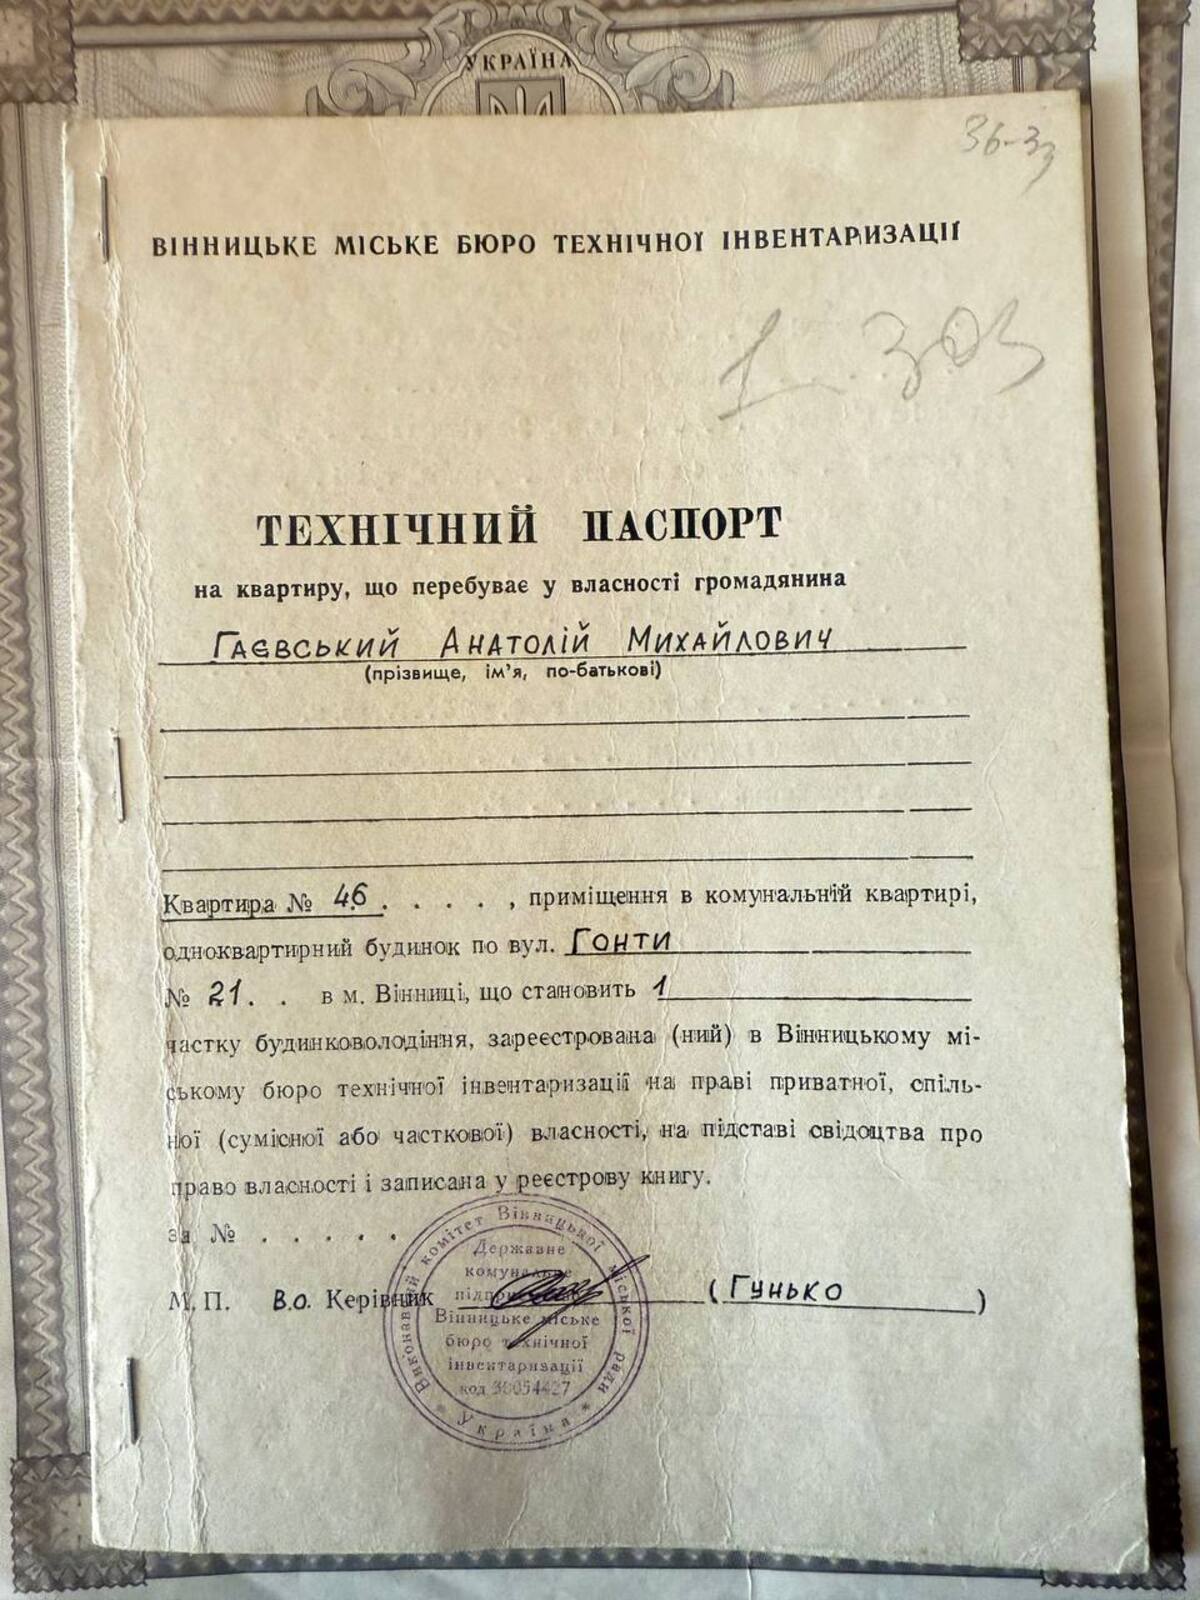 УКРАЇНА
36-33
ВІННИЦЬКЕ МІСЬКЕ БЮРО ТЕХНІЧНОЇ ІНВЕНТАРИЗАЦІЇ
ТЕХНІЧНИЙ ПАСПОРТ
на квартиру, що перебуває у власності громадянина
Гаєвський Анатолій Михайлович
(прізвище, ім'я, по-батькові)
Квартира № 46 . . . . . , приміщення в комунальній квартирі,
одноквартирний будинок по вул. Гонти
№ 21. . в м. Вінниці, що становить 1
частку будинковолодіння, зареєстрована (ний) в Вінницькому мі-
ському бюро технічної інвентаризації на праві приватної, спіль-
ної (сумісної або часткової) власності, на підставі свідоцтва про
право власності і записана у реєстрову книгу.
за № . . . . .
М. П. В.о. Керівник (Гунько)
Виконавчий комітет Вінницької міської ради
* Україна *
Державне
комунальне
підприємство
Вінницьке міське
бюро технічної
інвентаризації
код